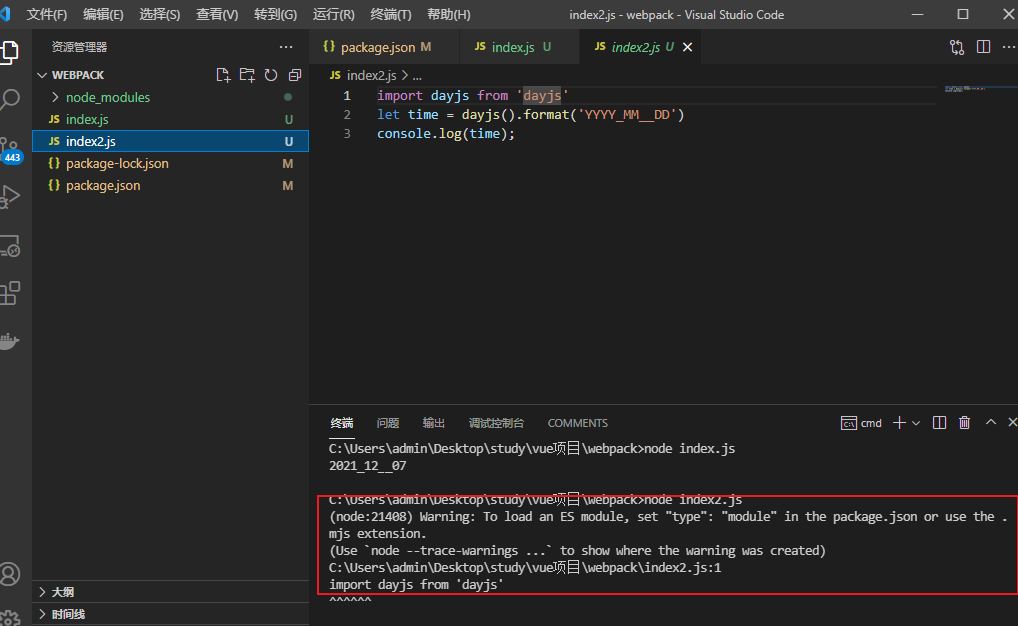 文件(F) 编辑(E) 选择(S) 查看(V) 转到(G) 运行(R) 终端(T) 帮助(H) index2.js - webpack - Visual Studio Code
资源管理器
WEBPACK
node_modules
JS index.js U
JS index2.js U
{} package-lock.json M
{} package.json M
443
大纲
时间线
{} package.json M JS index.js U JS index2.js U
JS index2.js > ...
1 import dayjs from 'dayjs'
2 let time = dayjs().format('YYYY_MM__DD')
3 console.log(time);
终端 问题 输出 调试控制台 COMMENTS cmd
C:\Users\admin\Desktop\study\vue项目\webpack>node index.js
2021_12__07
C:\Users\admin\Desktop\study\vue项目\webpack>node index2.js
(node:21408) Warning: To load an ES module, set "type": "module" in the package.json or use the .
mjs extension.
(Use `node --trace-warnings ...` to show where the warning was created)
C:\Users\admin\Desktop\study\vue项目\webpack\index2.js:1
import dayjs from 'dayjs'
^^^^^^